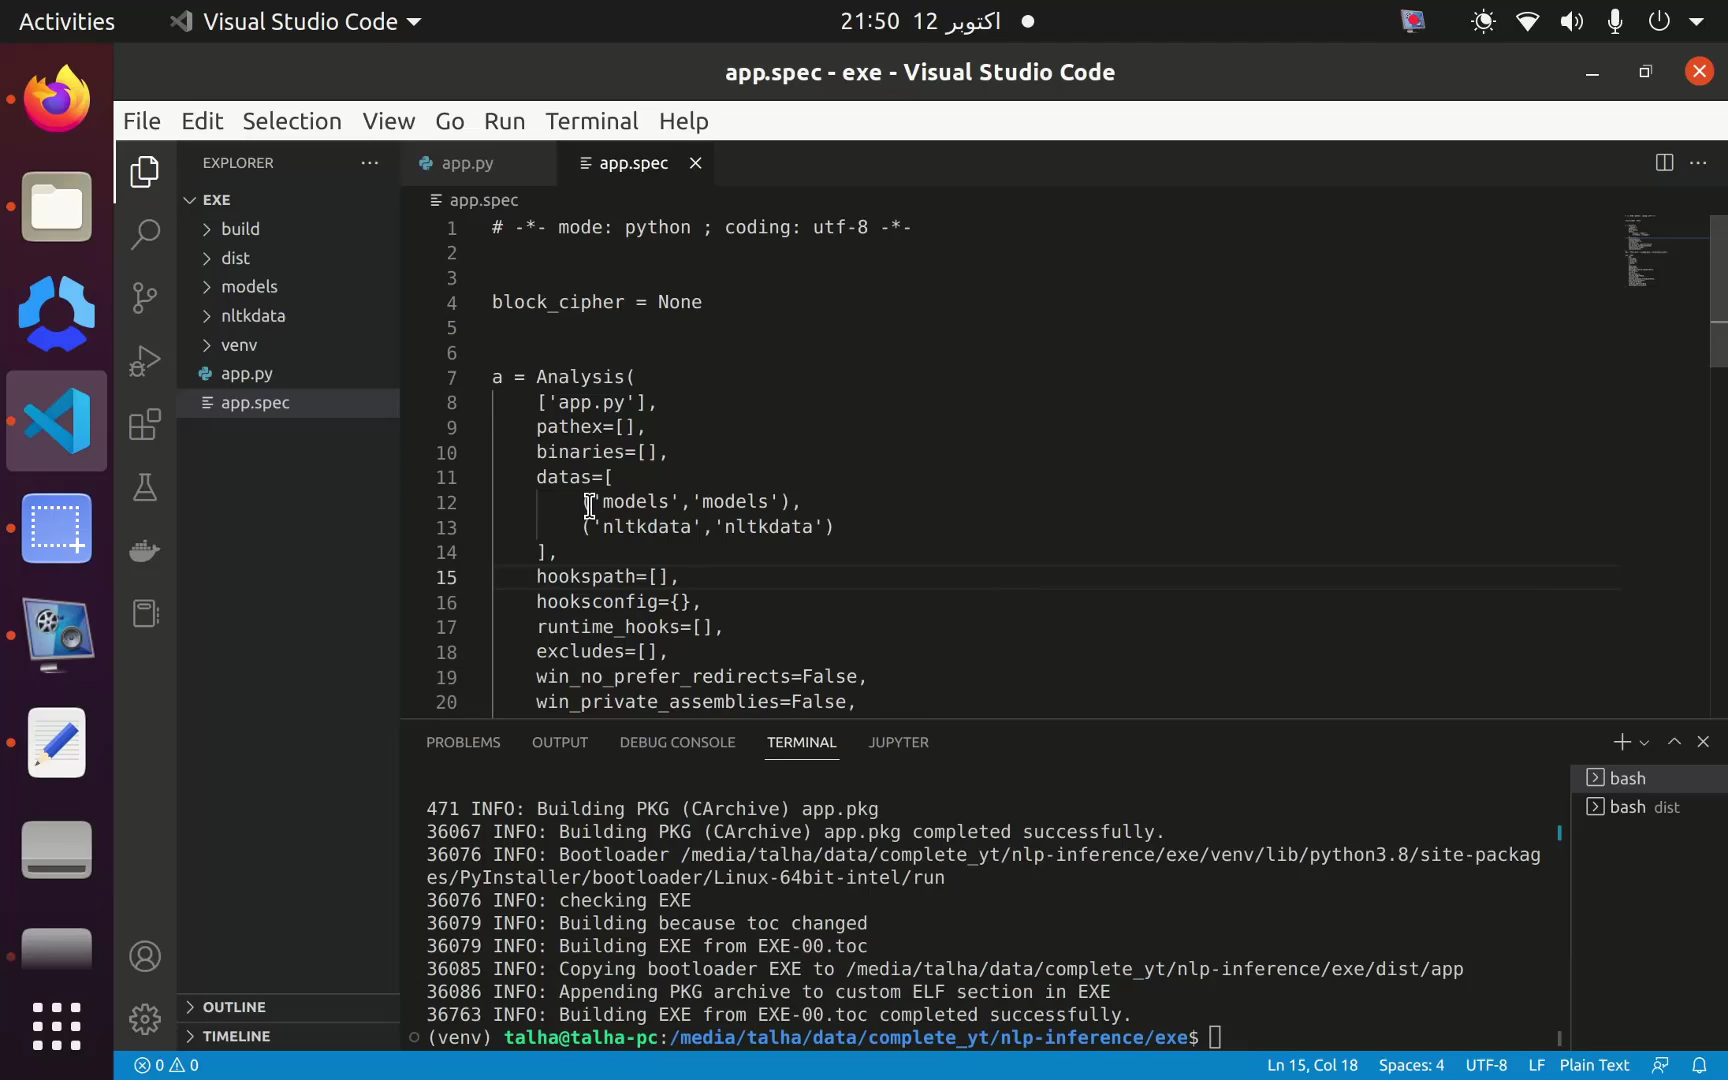 Activities
Visual Studio Code
21:50 12 اکتوبر
app.spec - exe - Visual Studio Code
File Edit Selection View Go Run Terminal Help
EXPLORER
EXE
build
dist
models
nltkdata
venv
app.py
app.spec
OUTLINE
TIMELINE
app.py
app.spec
app.spec
1 # -*- mode: python ; coding: utf-8 -*-
2
3
4 block_cipher = None
5
6
7 a = Analysis(
8 ['app.py'],
9 pathex=[],
10 binaries=[],
11 datas=[
12 ('models','models'),
13 ('nltkdata','nltkdata')
14 ],
15 hookspath=[],
16 hooksconfig={},
17 runtime_hooks=[],
18 excludes=[],
19 win_no_prefer_redirects=False,
20 win_private_assemblies=False,
PROBLEMS OUTPUT DEBUG CONSOLE TERMINAL JUPYTER
bash
bash dist
471 INFO: Building PKG (CArchive) app.pkg
36067 INFO: Building PKG (CArchive) app.pkg completed successfully.
36076 INFO: Bootloader /media/talha/data/complete_yt/nlp-inference/exe/venv/lib/python3.8/site-packag
es/PyInstaller/bootloader/Linux-64bit-intel/run
36076 INFO: checking EXE
36079 INFO: Building because toc changed
36079 INFO: Building EXE from EXE-00.toc
36085 INFO: Copying bootloader EXE to /media/talha/data/complete_yt/nlp-inference/exe/dist/app
36086 INFO: Appending PKG archive to custom ELF section in EXE
36763 INFO: Building EXE from EXE-00.toc completed successfully.
(venv) talha@talha-pc:/media/talha/data/complete_yt/nlp-inference/exe$
0 0
Ln 15, Col 18 Spaces: 4 UTF-8 LF Plain Text